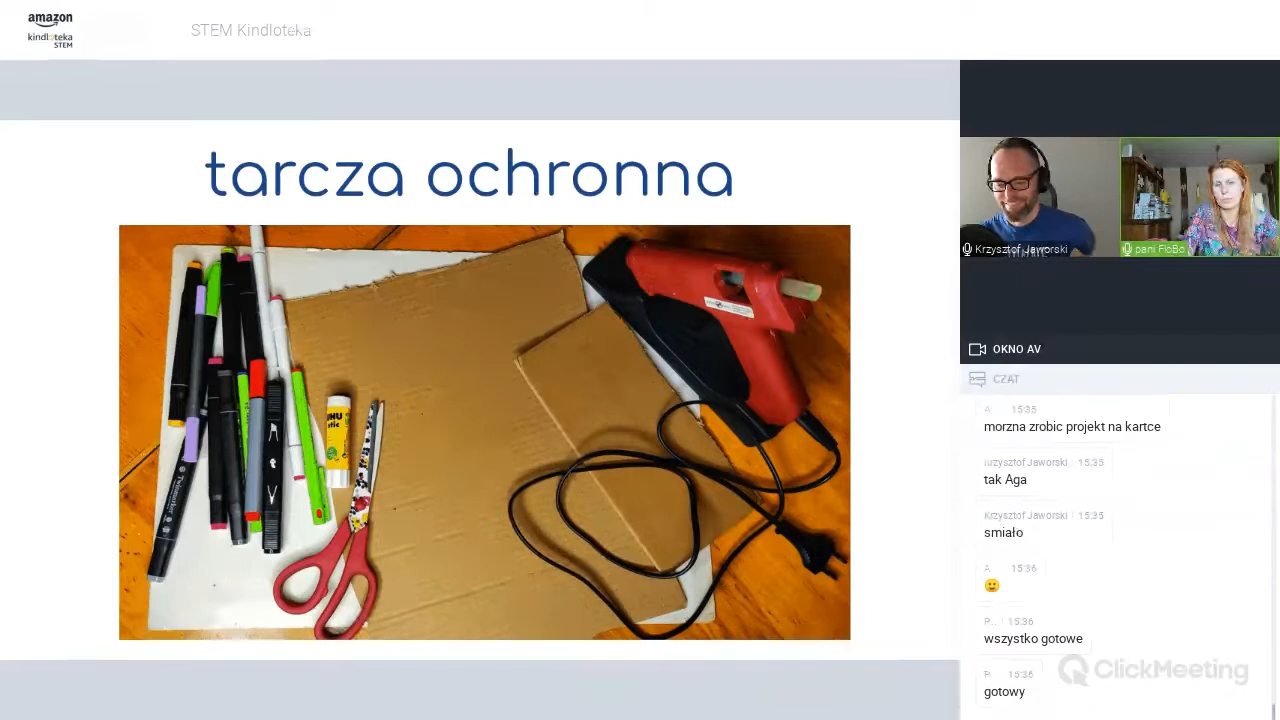 amazon
kindloteka
STEM
STEM Kindloteka
tarcza ochronna
UHU
Krzysztof Jaworski
pani FloBo
OKNO AV
CZAT
A 15:35
morzna zrobic projekt na kartce
Krzysztof Jaworski 15:35
tak Aga
Krzysztof Jaworski 15:35
smiało
A 15:36
P... 15:36
wszystko gotowe
15:36
gotowy
ClickMeeting